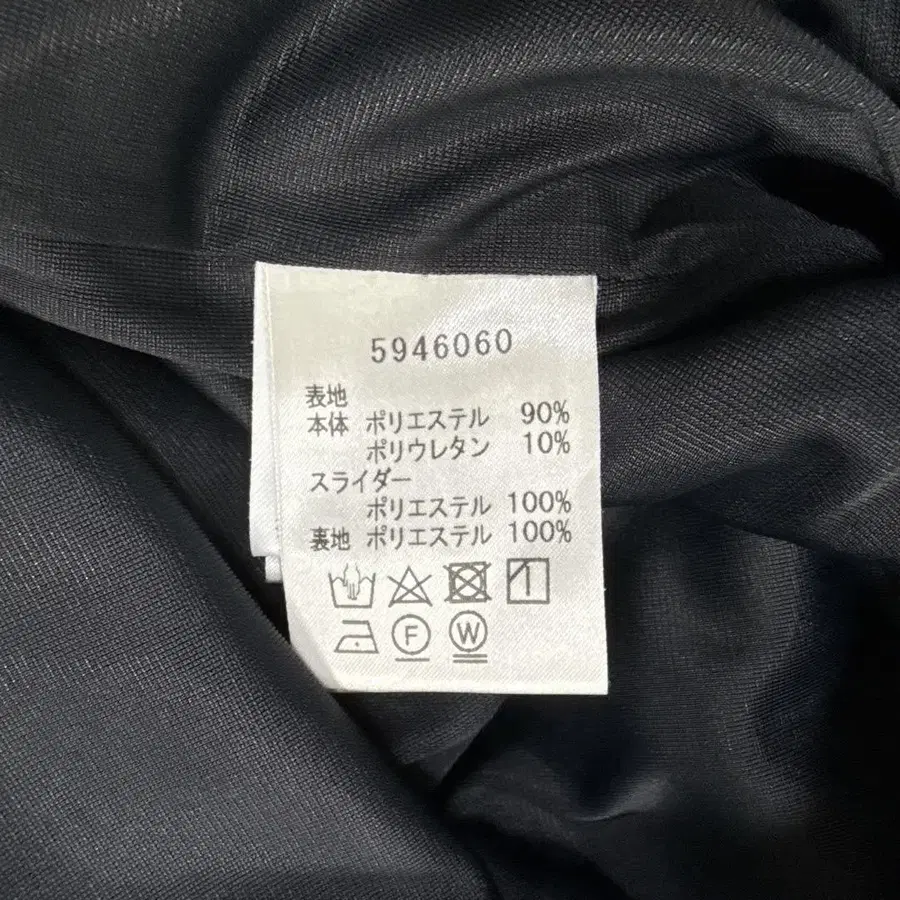 5946060
表地
本体 ポリエステル 90%
ポリウレタン 10%
スライダー
ポリエステル 100%
裏地 ポリエステル 100%
F W